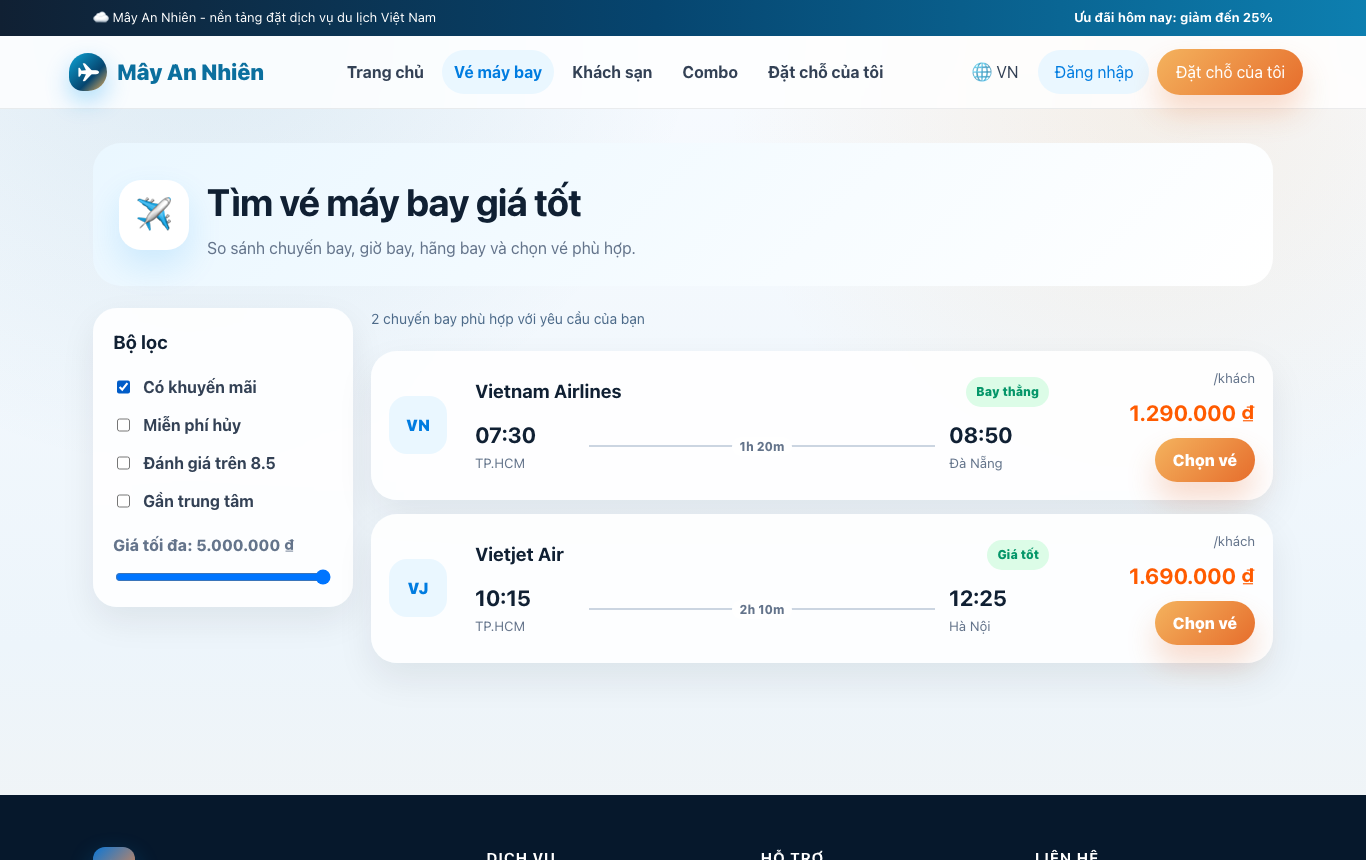 Mây An Nhiên - nền tảng đặt dịch vụ du lịch Việt Nam
Ưu đãi hôm nay: giảm đến 25%
Mây An Nhiên
Trang chủ
Vé máy bay
Khách sạn
Combo
Đặt chỗ của tôi
VN
Đăng nhập
Đặt chỗ của tôi
Tìm vé máy bay giá tốt
So sánh chuyến bay, giờ bay, hãng bay và chọn vé phù hợp.
Bộ lọc
Có khuyến mãi
Miễn phí hủy
Đánh giá trên 8.5
Gần trung tâm
Giá tối đa: 5.000.000 ₫
2 chuyến bay phù hợp với yêu cầu của bạn
VN
Vietnam Airlines
Bay thẳng
07:30
TP.HCM
1h 20m
08:50
Đà Nẵng
/khách
1.290.000 ₫
Chọn vé
VJ
Vietjet Air
Giá tốt
10:15
TP.HCM
2h 10m
12:25
Hà Nội
/khách
1.690.000 ₫
Chọn vé
DỊCH VỤ
HỖ TRỢ
LIÊN HỆ